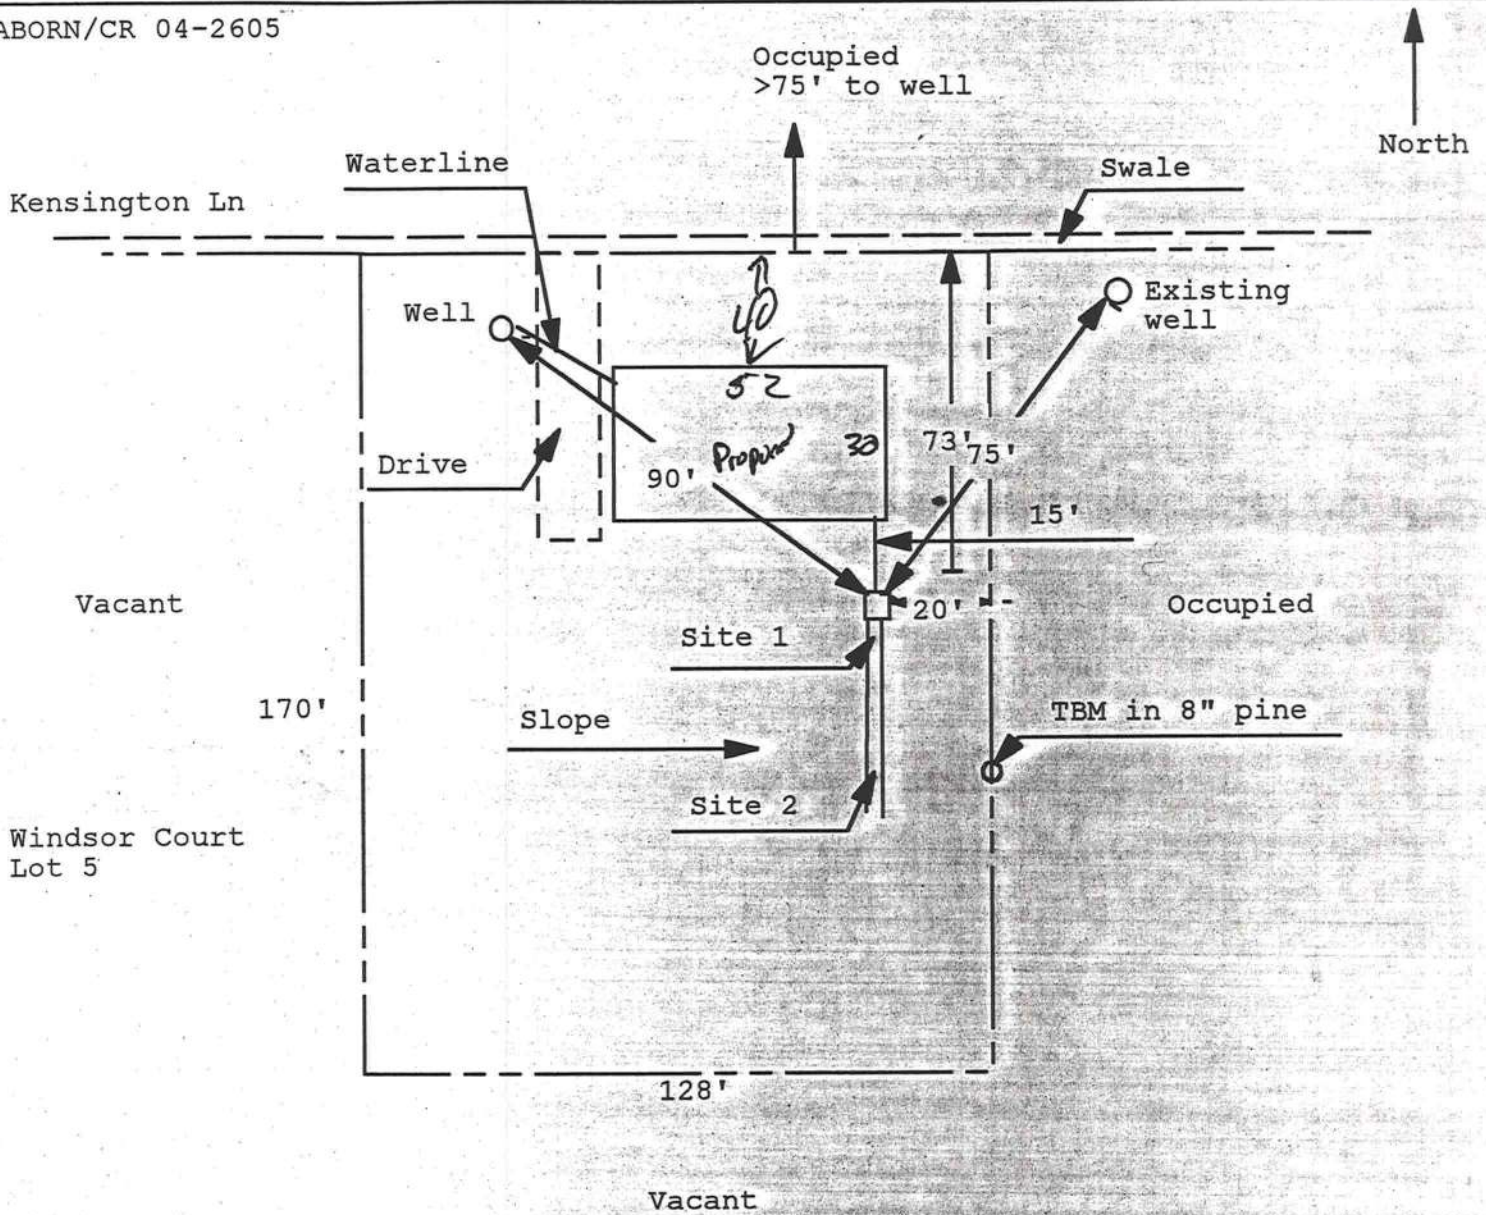 ABORN/CR 04-2605
Occupied
>75' to well
North
Waterline
Swale
Kensington Ln
Well
40
Existing
well
52
Proposed
30
73'
75'
Drive
90'
15'
Vacant
20'
Occupied
Site 1
170'
Slope
TBM in 8" pine
Site 2
Windsor Court
Lot 5
128'
Vacant